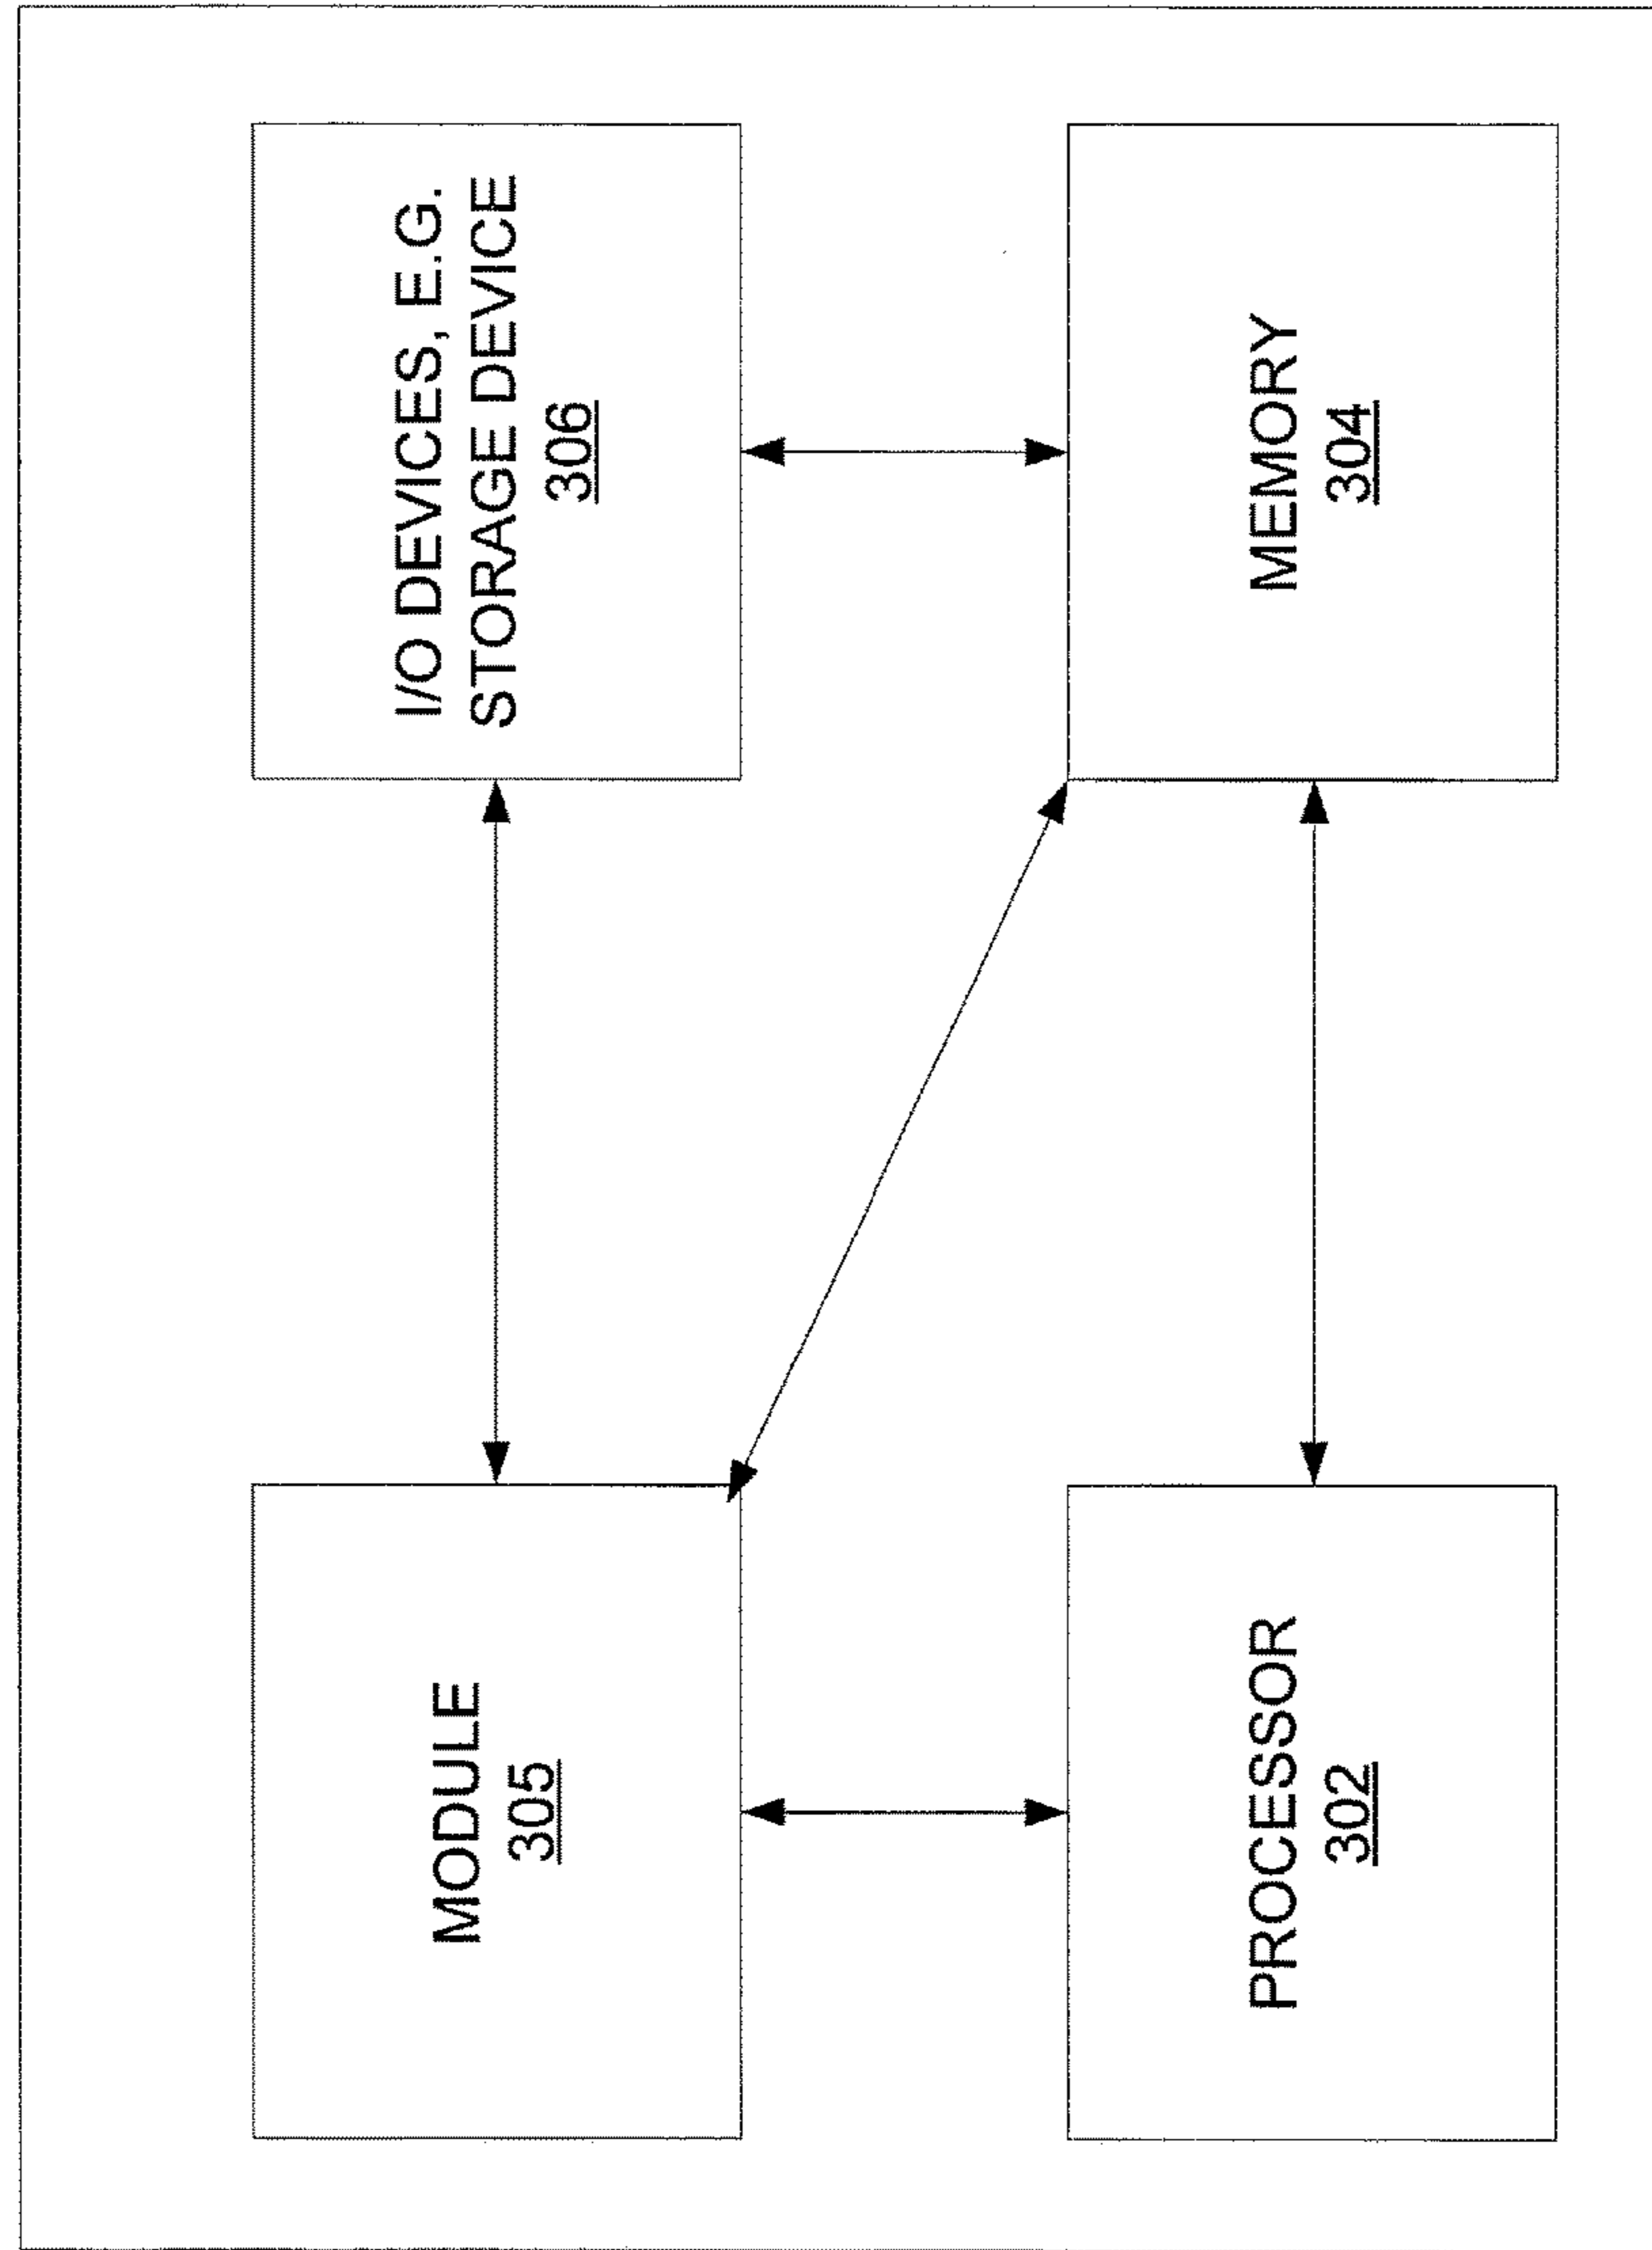 MODULE
305
I/O DEVICES, E.G.
STORAGE DEVICE
306
PROCESSOR
302
MEMORY
304